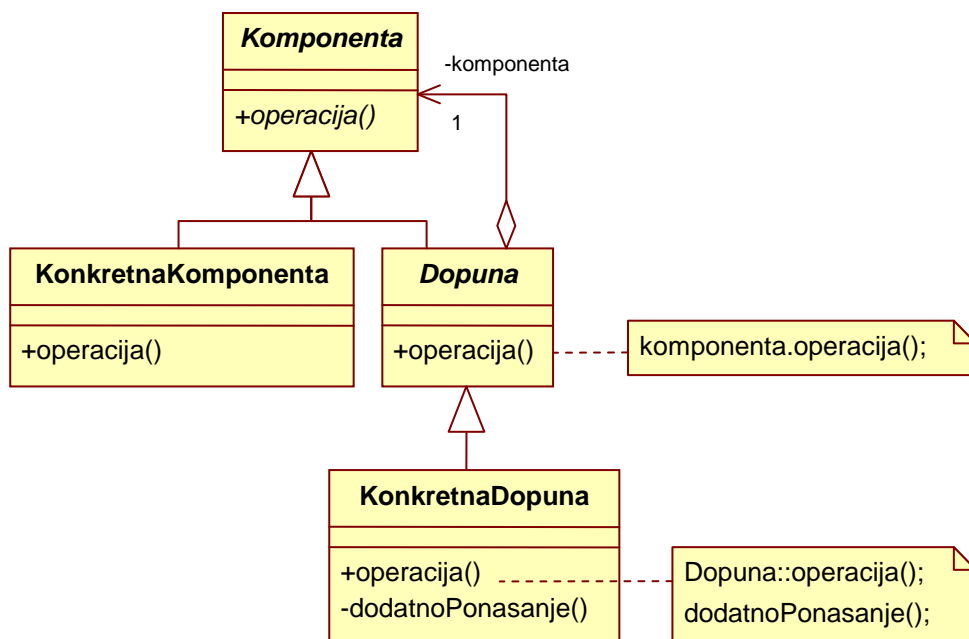 Komponenta
-komponenta
+operacija()
1
KonkretnaKomponenta
Dopuna
+operacija()
+operacija()
komponenta.operacija();
KonkretnaDopuna
+operacija()
-dodatnoPonasanje()
Dopuna::operacija();
dodatnoPonasanje();